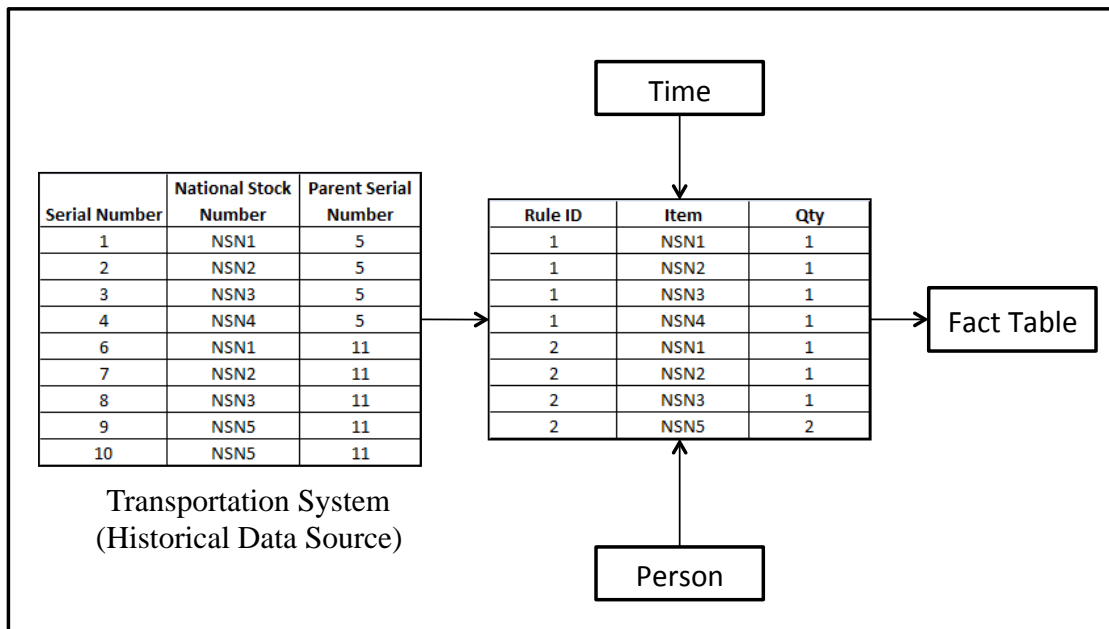 Time
National Stock Parent Serial
Serial Number Number Number
1 NSN1 5
2 NSN2 5
3 NSN3 5
4 NSN4 5
6 NSN1 11
7 NSN2 11
8 NSN3 11
9 NSN5 11
10 NSN5 11
Transportation System
(Historical Data Source)
Rule ID Item Qty
1 NSN1 1
1 NSN2 1
1 NSN3 1
1 NSN4 1
2 NSN1 1
2 NSN2 1
2 NSN3 1
2 NSN5 2
Fact Table
Person